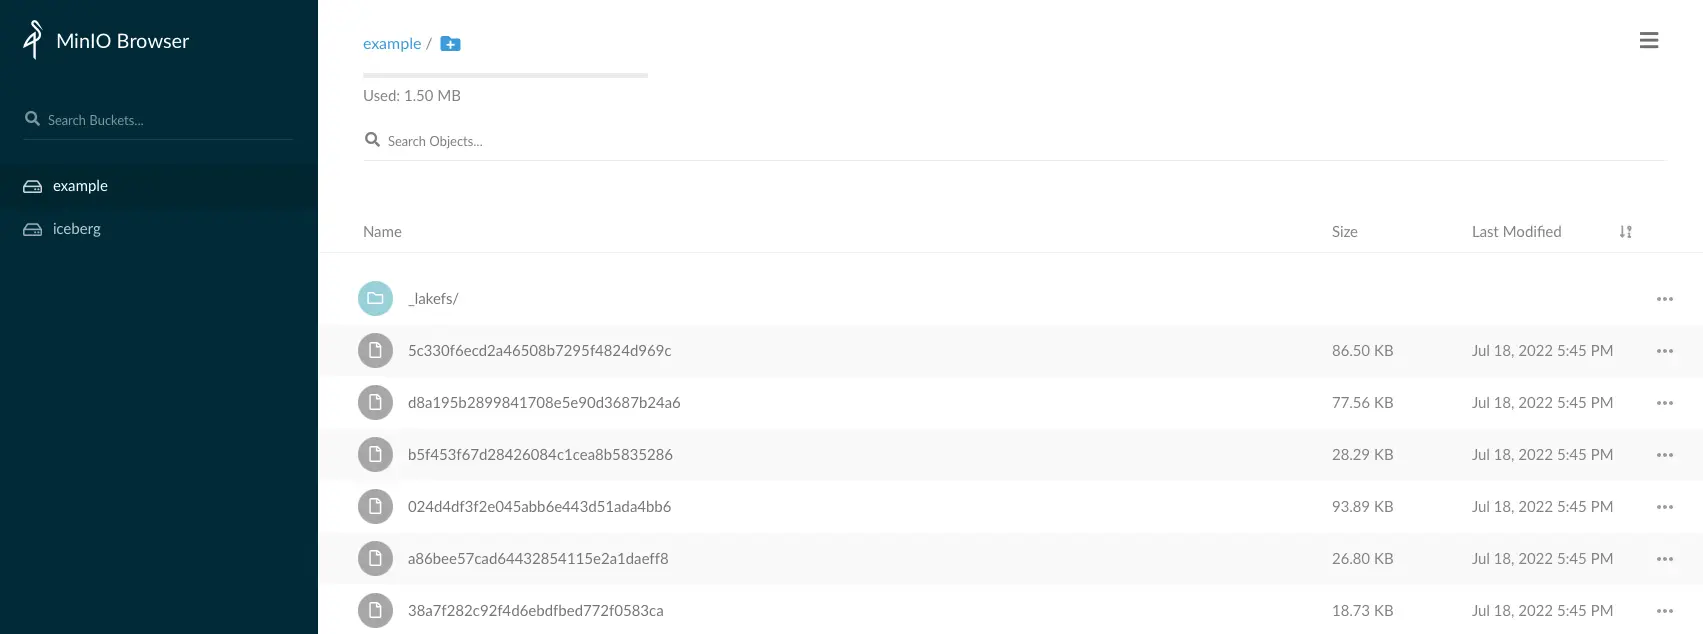 MinIO Browser
Search Buckets...
example
iceberg
example /
Used: 1.50 MB
Search Objects...
Name Size Last Modified
_lakefs/
5c330f6ecd2a46508b7295f4824d969c 86.50 KB Jul 18, 2022 5:45 PM
d8a195b2899841708e5e90d3687b24a6 77.56 KB Jul 18, 2022 5:45 PM
b5f453f67d28426084c1cea8b5835286 28.29 KB Jul 18, 2022 5:45 PM
024d4df3f2e045abb6e443d51ada4bb6 93.89 KB Jul 18, 2022 5:45 PM
a86bee57cad64432854115e2a1daeff8 26.80 KB Jul 18, 2022 5:45 PM
38a7f282c92f4d6ebdfbed772f0583ca 18.73 KB Jul 18, 2022 5:45 PM